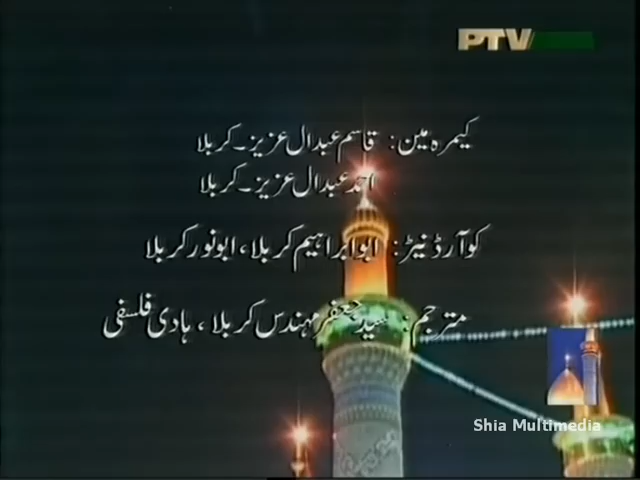 PTV
کیمرہ مین: قاسم عبدال عزیز۔ کربلا
احمد عبدال عزیز۔ کربلا
کوآرڈنیڑ: ابوابراہیم کربلا، ابونور کربلا
مترجم: سید جعفر مہندس کربلا، ہادی فلسفی
Shia Multimedia